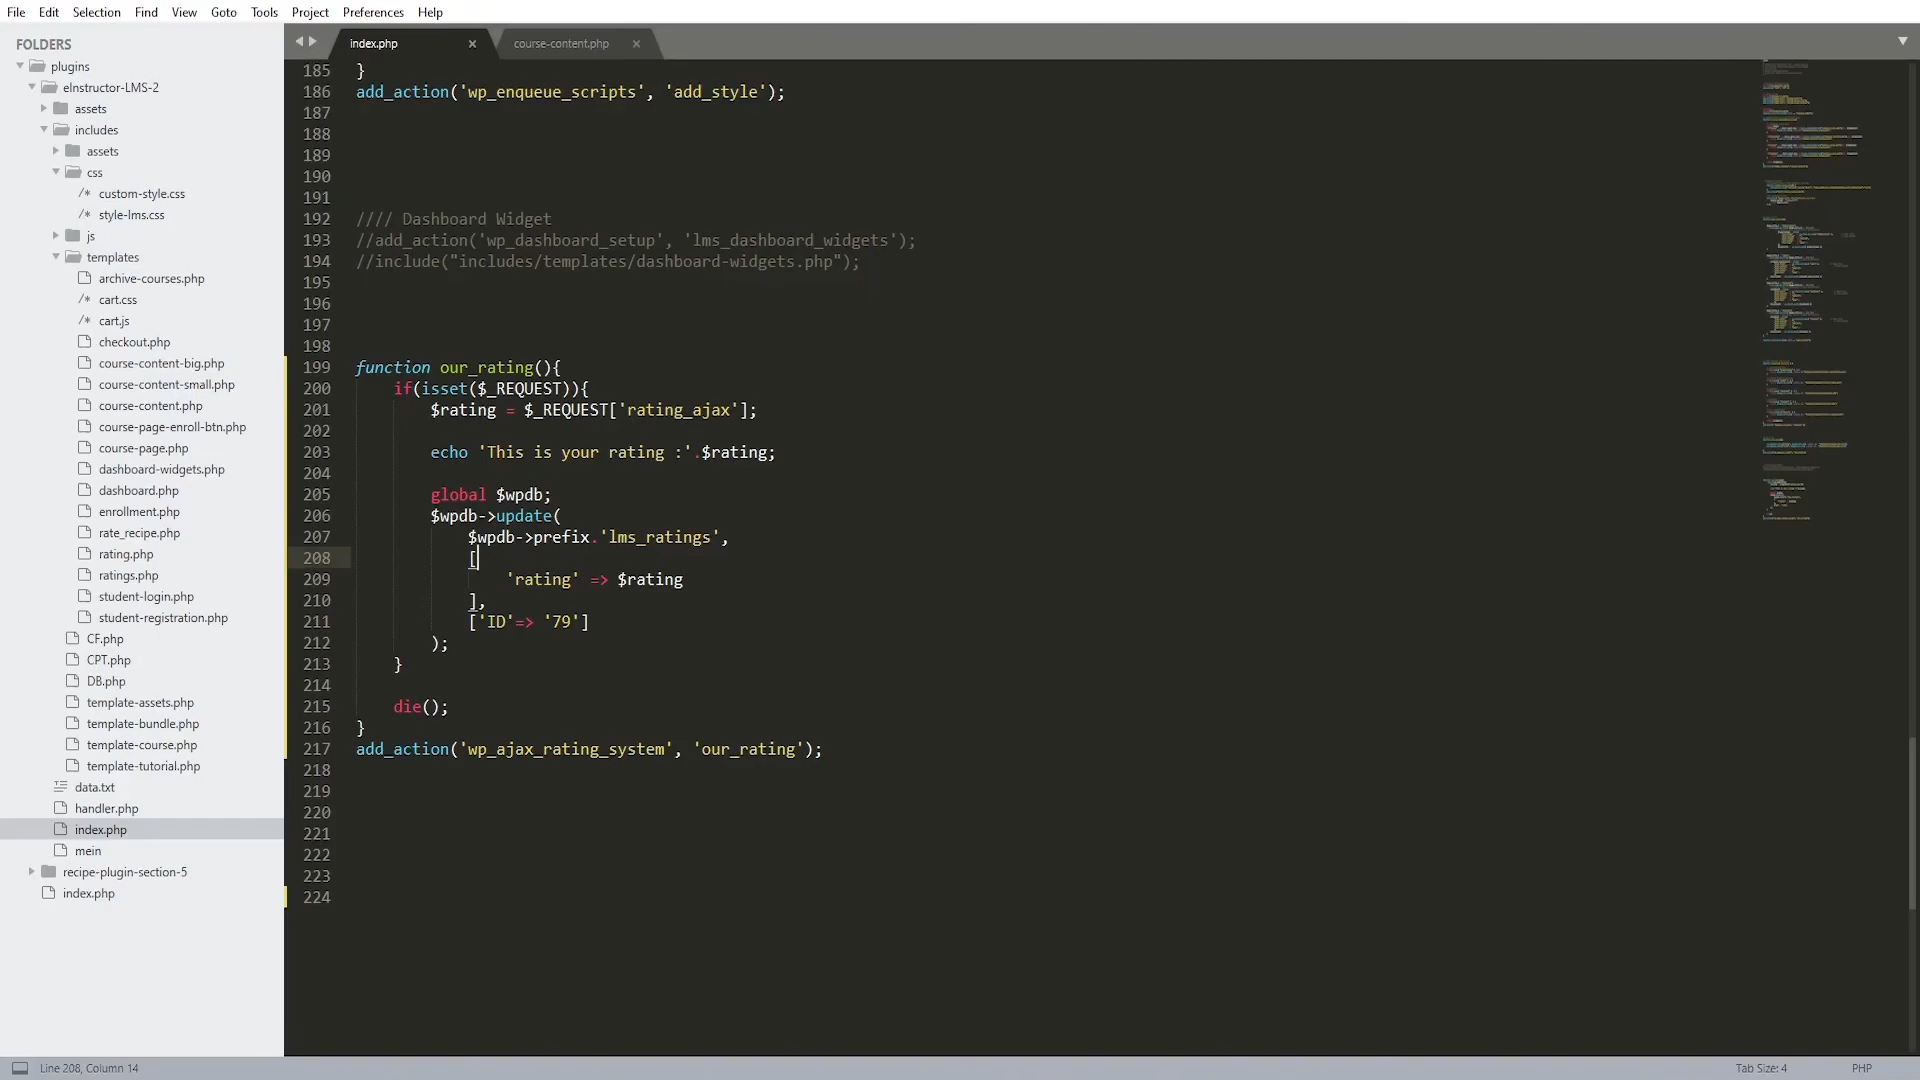 File Edit Selection Find View Goto Tools Project Preferences Help
FOLDERS
plugins
eInstructor-LMS-2
assets
includes
assets
css
/* custom-style.css
/* style-lms.css
js
templates
archive-courses.php
/* cart.css
/* cart.js
checkout.php
course-content-big.php
course-content-small.php
course-content.php
course-page-enroll-btn.php
course-page.php
dashboard-widgets.php
dashboard.php
enrollment.php
rate_recipe.php
rating.php
ratings.php
student-login.php
student-registration.php
CF.php
CPT.php
DB.php
template-assets.php
template-bundle.php
template-course.php
template-tutorial.php
data.txt
handler.php
index.php
mein
recipe-plugin-section-5
index.php
index.php × course-content.php ×
185 }
186 add_action('wp_enqueue_scripts', 'add_style');
187
188
189
190
191
192 //// Dashboard Widget
193 //add_action('wp_dashboard_setup', 'lms_dashboard_widgets');
194 //include("includes/templates/dashboard-widgets.php");
195
196
197
198
199 function our_rating(){
200 if(isset($_REQUEST)){
201 $rating = $_REQUEST['rating_ajax'];
202
203 echo 'This is your rating :'.$rating;
204
205 global $wpdb;
206 $wpdb->update(
207 $wpdb->prefix.'lms_ratings',
208 [
209 'rating' => $rating
210 ],
211 ['ID'=> '79']
212 );
213 }
214
215 die();
216 }
217 add_action('wp_ajax_rating_system', 'our_rating');
218
219
220
221
222
223
224
Line 208, Column 14
Tab Size: 4 PHP